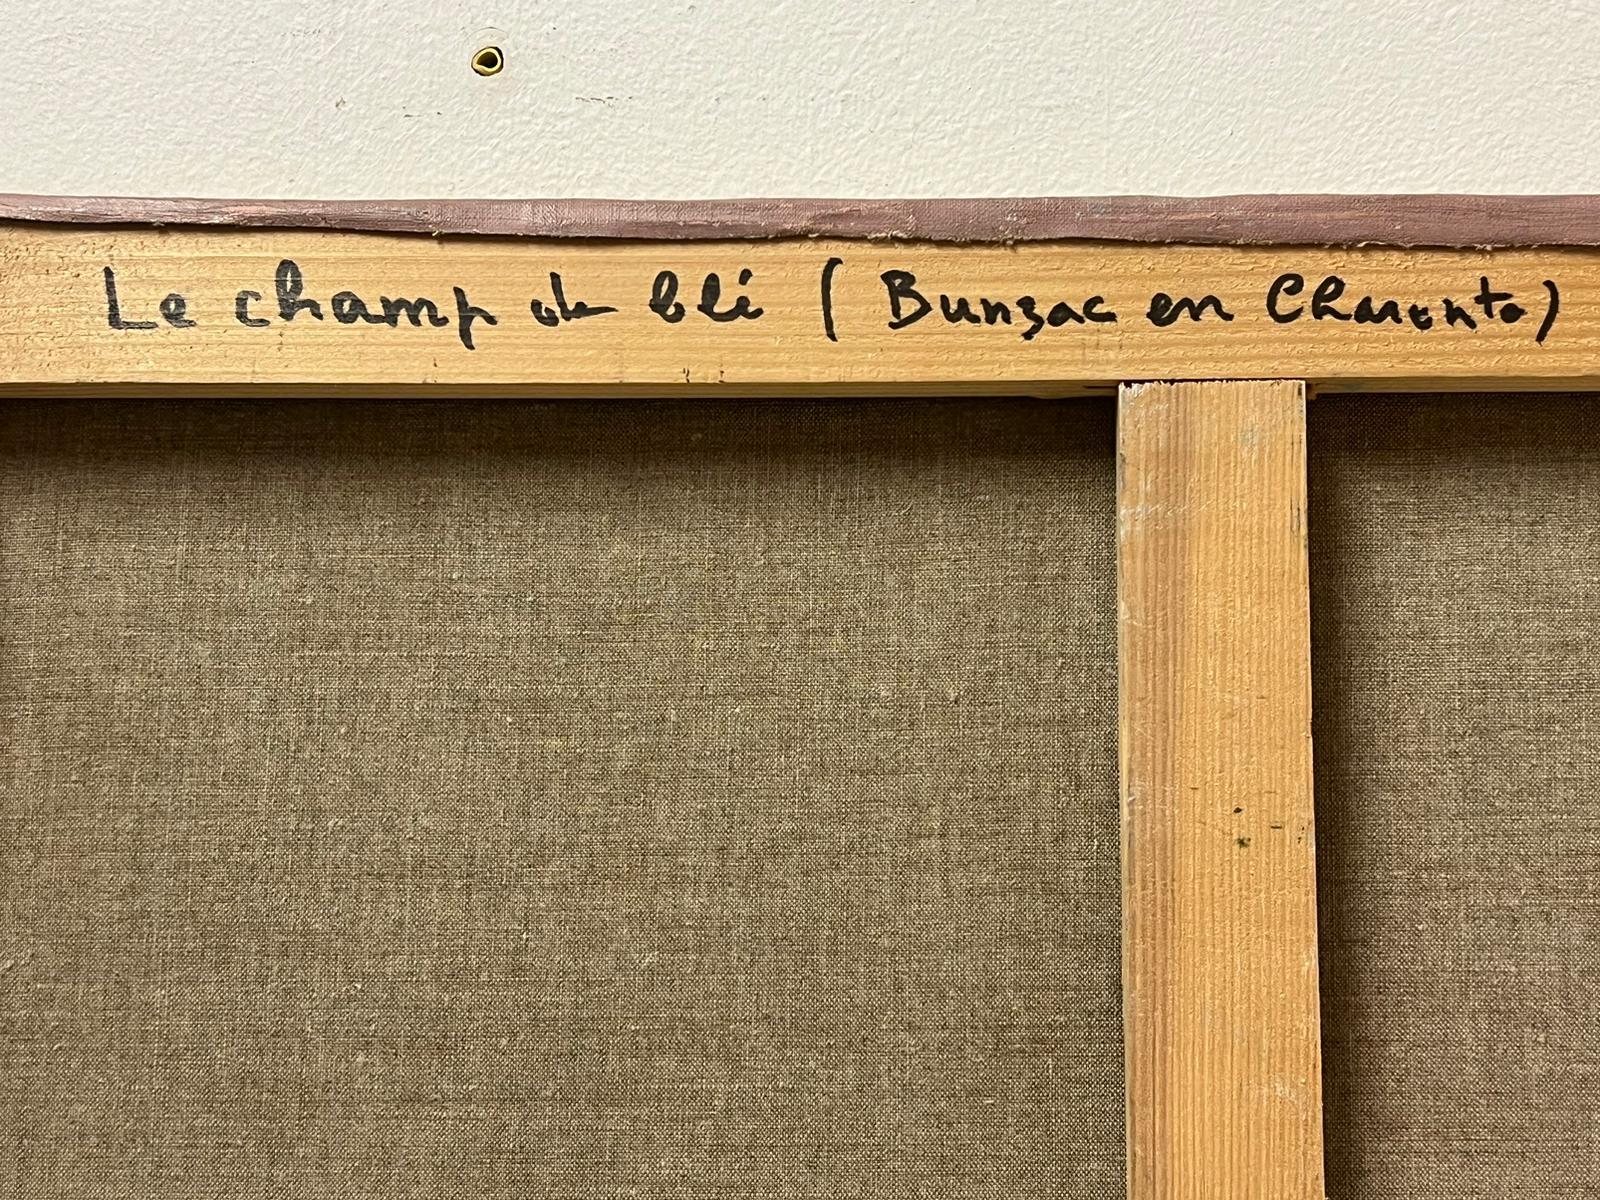 Le champ de blé ( Bunzac en Charente)